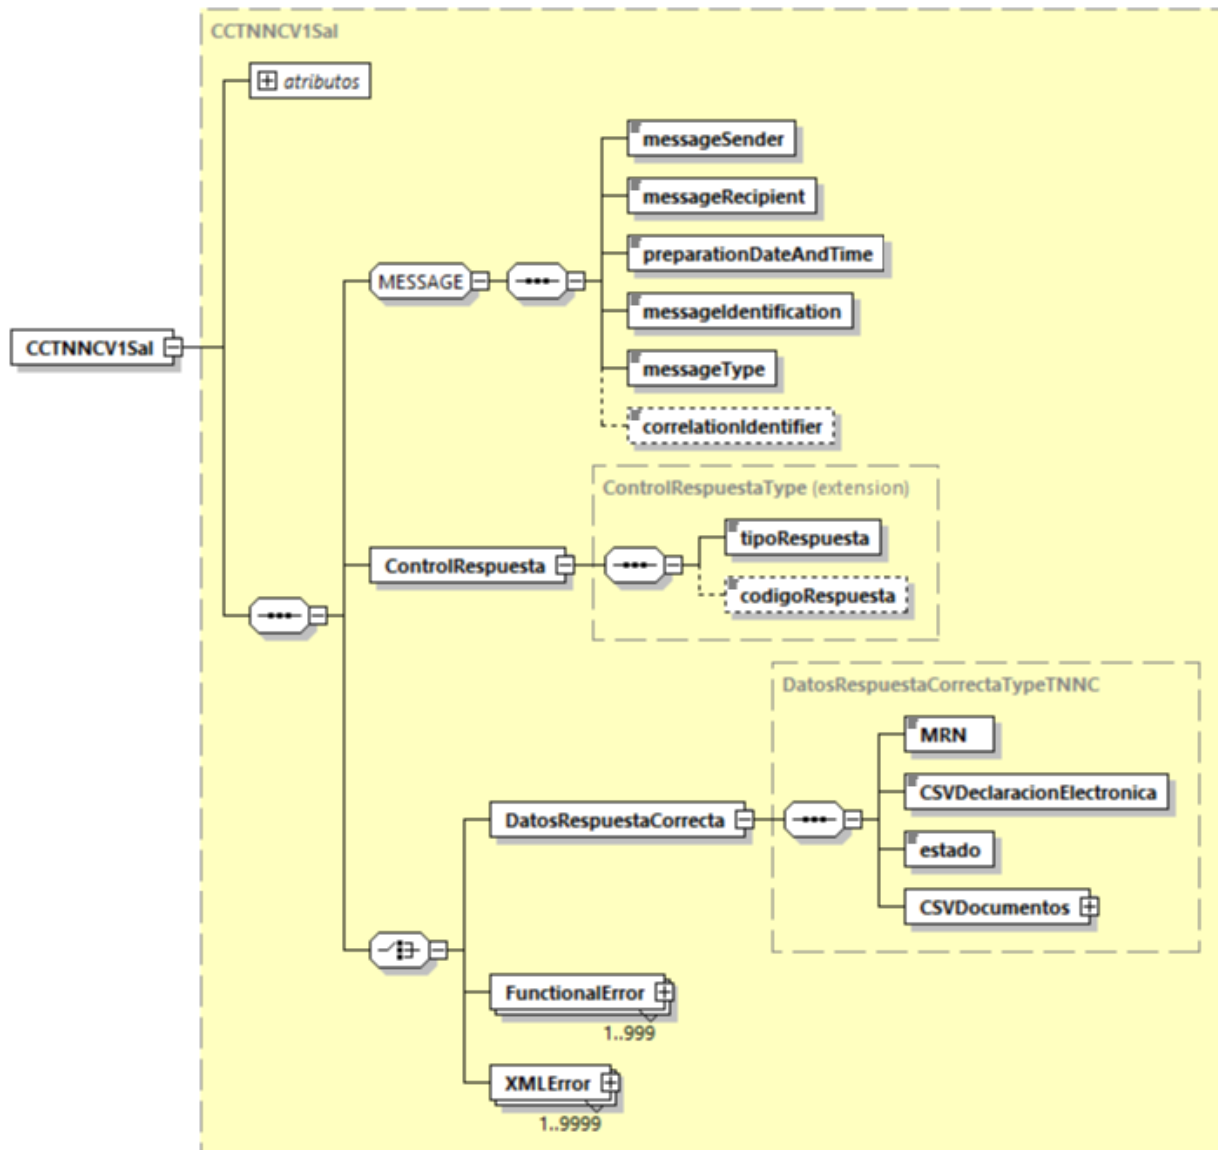 CCTNNCV1Sal
atributos
messageSender
messageRecipient
preparationDateAndTime
MESSAGE
messageIdentification
CCTNNCV1Sal
messageType
correlationIdentifier
ControlRespuestaType (extension)
tipoRespuesta
ControlRespuesta
codigoRespuesta
DatosRespuestaCorrectaTypeTNNC
MRN
CSVDeclaracionElectronica
DatosRespuestaCorrecta
estado
CSVDocumentos
FunctionalError
1..999
XMLError
1..9999